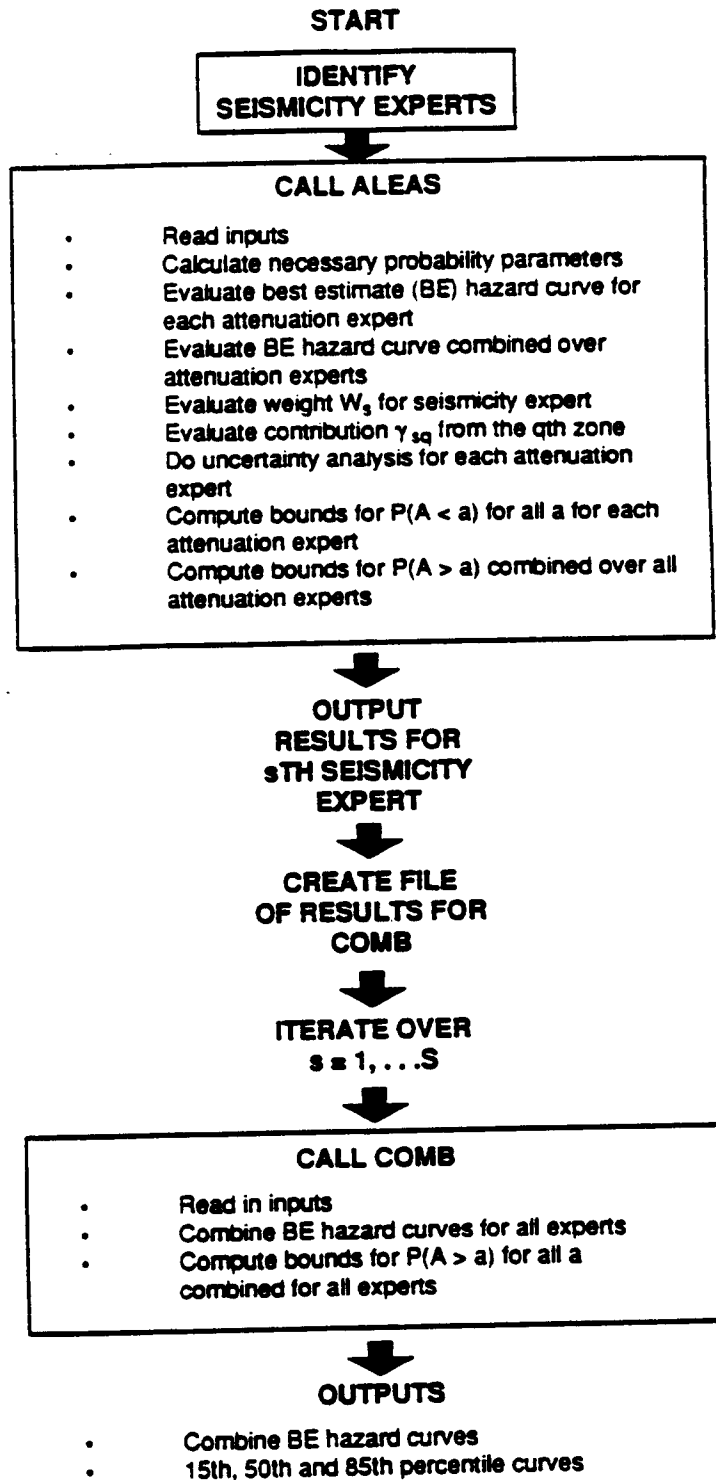 START
IDENTIFY
SEISMICITY EXPERTS
CALL ALEAS
• Read inputs
• Calculate necessary probability parameters
• Evaluate best estimate (BE) hazard curve for
each attenuation expert
• Evaluate BE hazard curve combined over
attenuation experts
• Evaluate weight Wₛ for seismicity expert
• Evaluate contribution γ_sq from the qth zone
• Do uncertainty analysis for each attenuation
expert
• Compute bounds for P(A < a) for all a for each
attenuation expert
• Compute bounds for P(A > a) combined over all
attenuation experts
OUTPUT
RESULTS FOR
sTH SEISMICITY
EXPERT
CREATE FILE
OF RESULTS FOR
COMB
ITERATE OVER
s = 1, . . .S
CALL COMB
• Read in inputs
• Combine BE hazard curves for all experts
• Compute bounds for P(A > a) for all a
combined for all experts
OUTPUTS
• Combine BE hazard curves
• 15th, 50th and 85th percentile curves